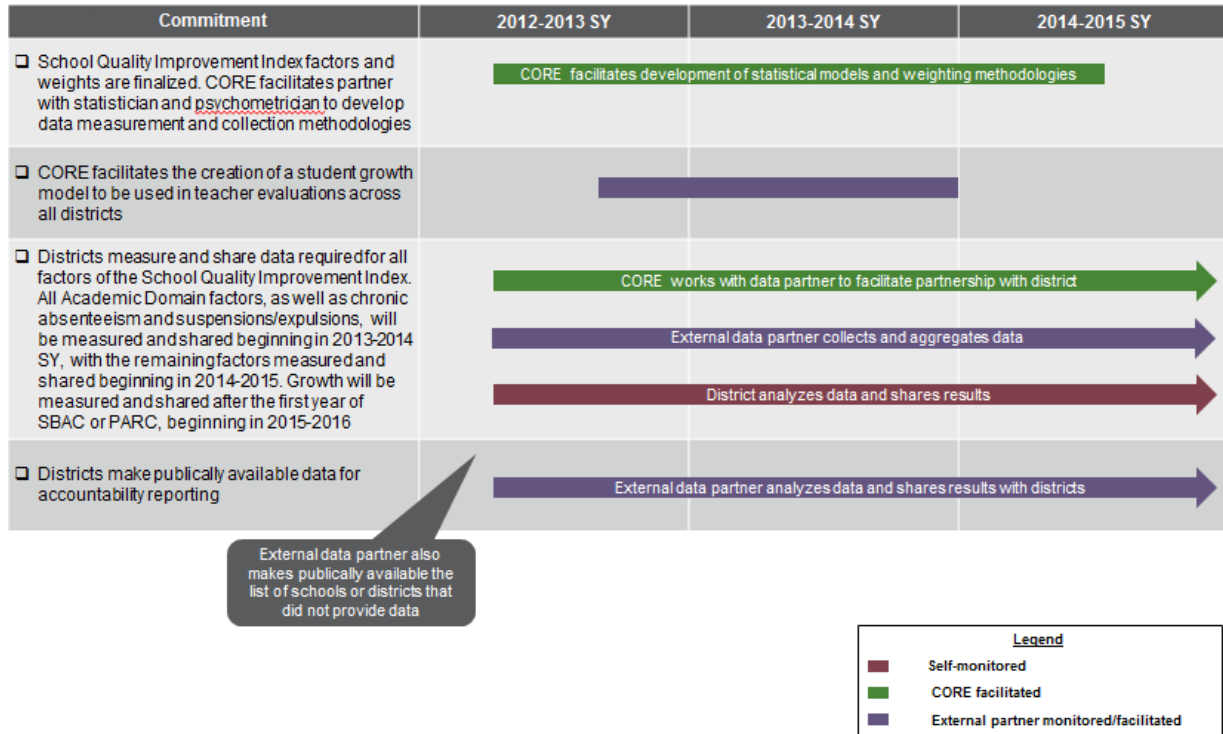 Commitment
2012-2013 SY
2013-2014 SY
2014-2015 SY
School Quality Improvement Index factors and
weights are finalized. CORE facilitates partner
with statistician and psychometrician to develop
data measurement and collection methodologies
CORE facilitates development of statistical models and weighting methodologies
CORE facilitates the creation of a student growth
model to be used in teacher evaluations across
all districts
Districts measure and share data required for all
factors of the School Quality Improvement Index.
All Academic Domain factors, as well as chronic
absenteeism and suspensions/expulsions, will
be measured and shared beginning in 2013-2014
SY, with the remaining factors measured and
shared beginning in 2014-2015. Growth will be
measured and shared after the first year of
SBAC or PARC, beginning in 2015-2016
CORE works with data partner to facilitate partnership with district
External data partner collects and aggregates data
District analyzes data and shares results
Districts make publically available data for
accountability reporting
External data partner analyzes data and shares results with districts
External data partner also
makes publically available the
list of schools or districts that
did not provide data
Legend
Self-monitored
CORE facilitated
External partner monitored/facilitated